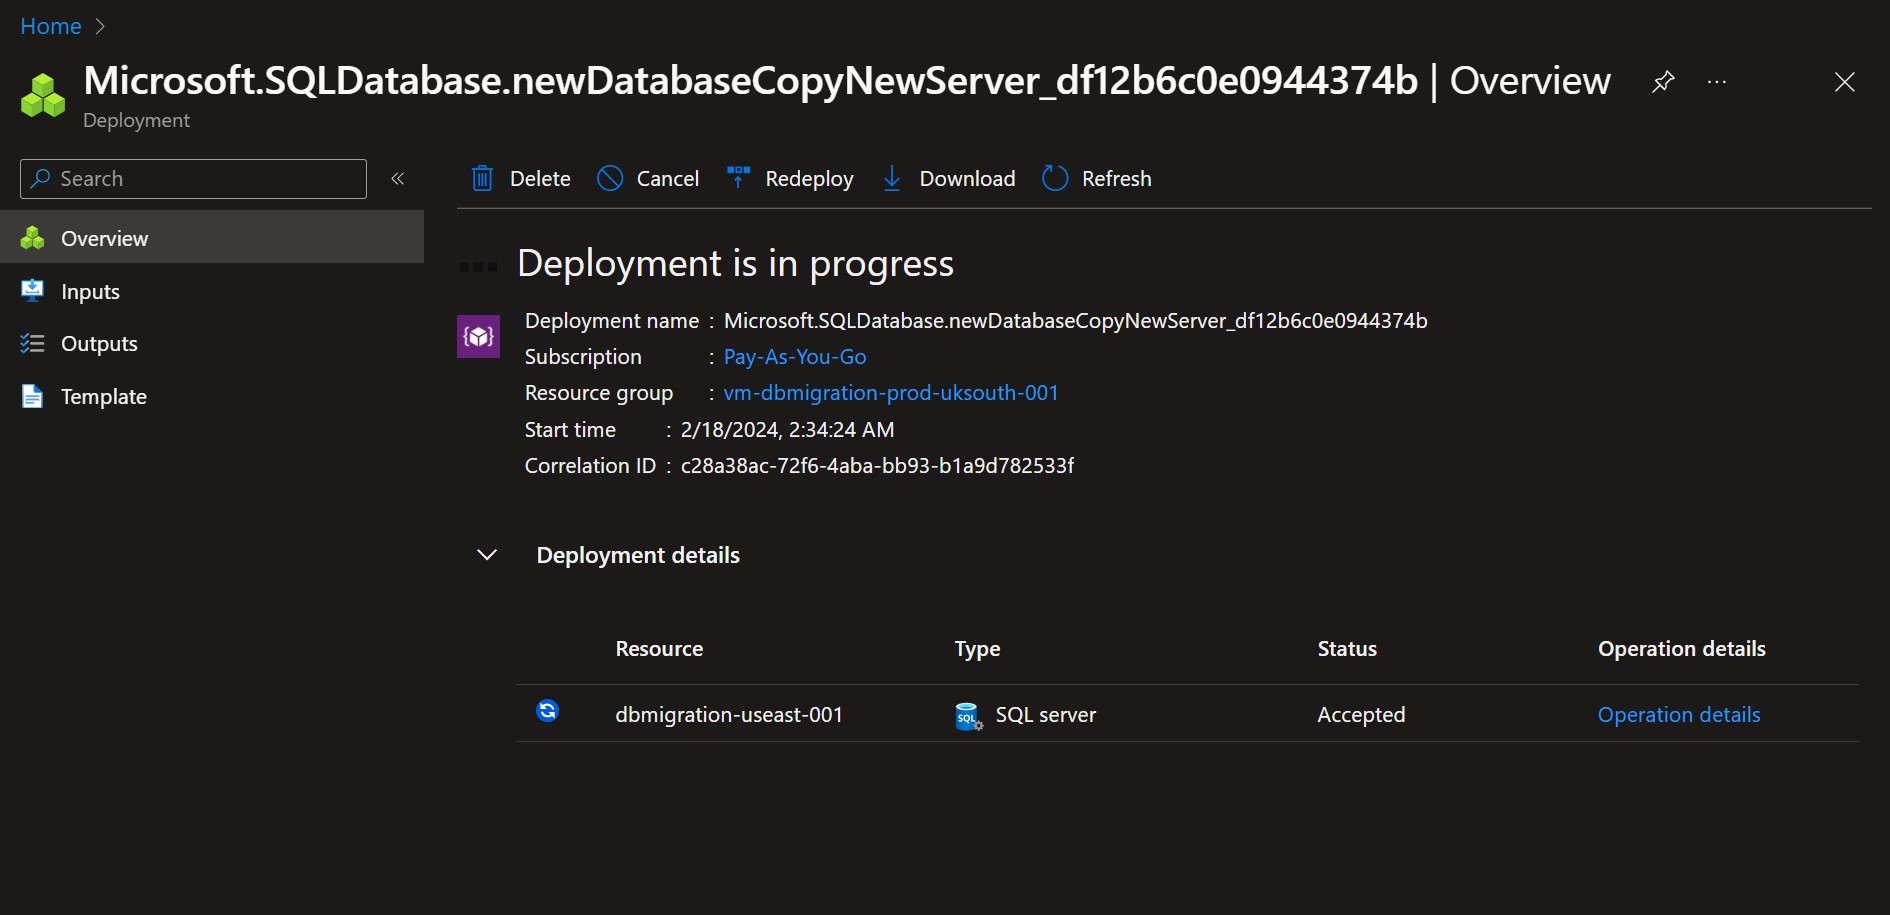 Home >
Microsoft.SQLDatabase.newDatabaseCopyNewServer_df12b6c0e0944374b | Overview
Deployment
Search
Delete Cancel Redeploy Download Refresh
Overview
Inputs
Outputs
Template
Deployment is in progress
Deployment name : Microsoft.SQLDatabase.newDatabaseCopyNewServer_df12b6c0e0944374b
Subscription : Pay-As-You-Go
Resource group : vm-dbmigration-prod-uksouth-001
Start time : 2/18/2024, 2:34:24 AM
Correlation ID : c28a38ac-72f6-4aba-bb93-b1a9d782533f
Deployment details
Resource Type Status Operation details
dbmigration-useast-001 SQL SQL server Accepted Operation details